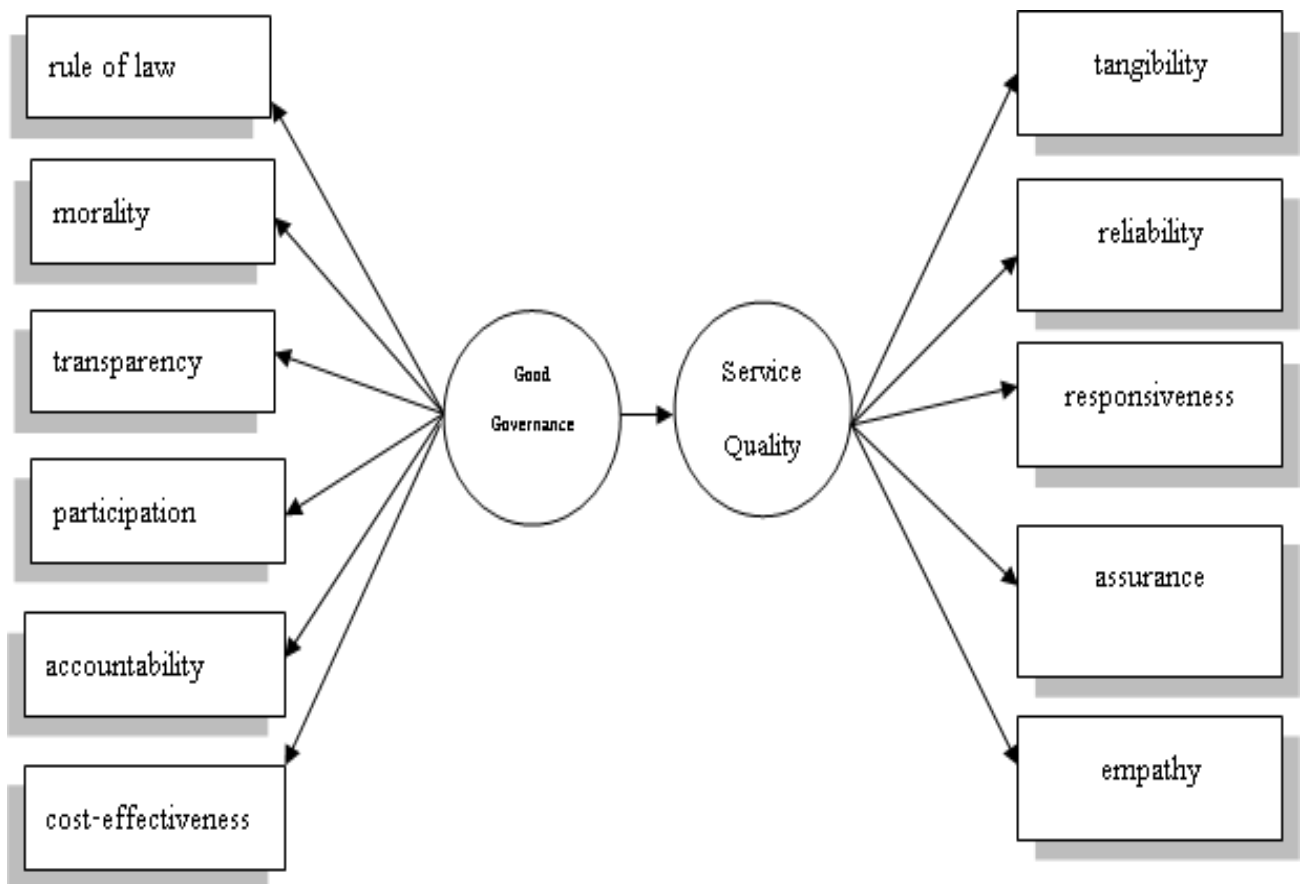 rule of law
morality
transparency
participation
accountability
cost-effectiveness
Good
Governance
Service
Quality
tangibility
reliability
responsiveness
assurance
empathy